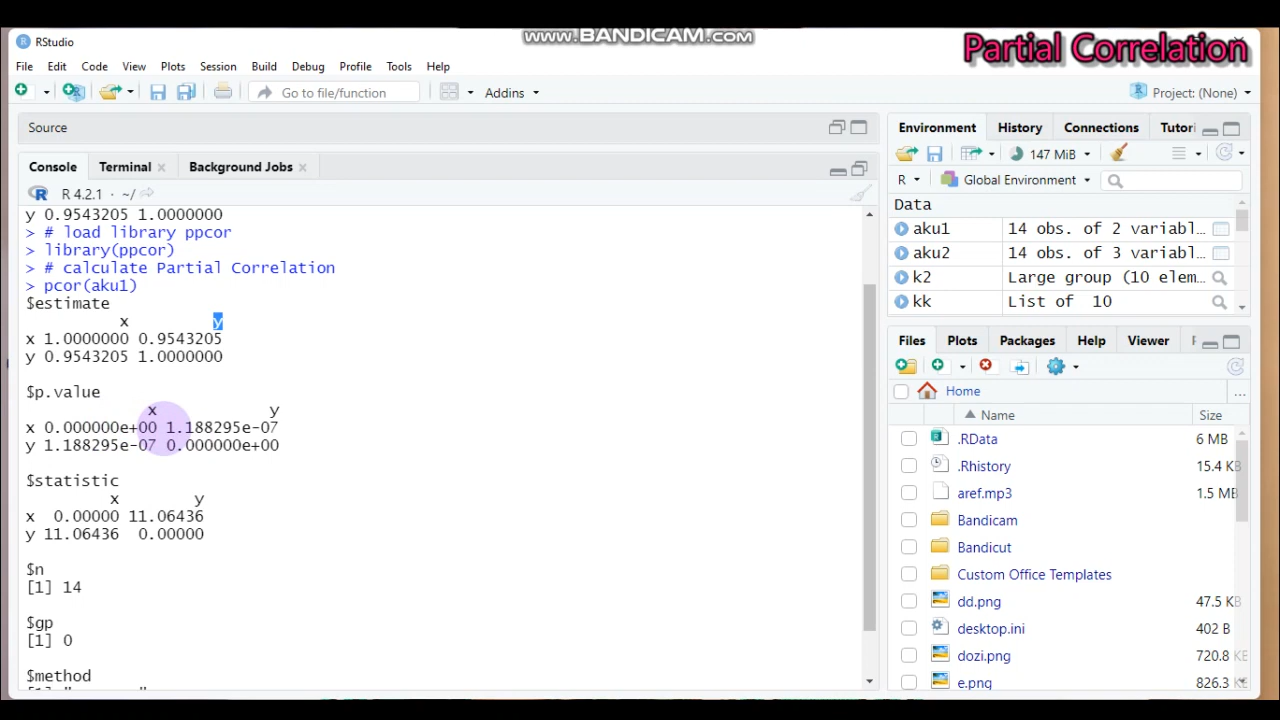 www.BANDICAM.com
RStudio
Partial Correlation
File Edit Code View Plots Session Build Debug Profile Tools Help
Go to file/function
Addins
Project: (None)
Source
Console Terminal Background Jobs
R 4.2.1 · ~/
y 0.9543205 1.0000000
> # load library ppcor
> library(ppcor)
> # calculate Partial Correlation
> pcor(aku1)
$estimate
x y
x 1.0000000 0.9543205
y 0.9543205 1.0000000
$p.value
x y
x 0.000000e+00 1.188295e-07
y 1.188295e-07 0.000000e+00
$statistic
x y
x 0.00000 11.06436
y 11.06436 0.00000
$n
[1] 14
$gp
[1] 0
$method
Environment History Connections Tutori
147 MiB
R Global Environment
Data
aku1 14 obs. of 2 variabl…
aku2 14 obs. of 3 variabl…
k2 Large group (10 elem…
kk List of 10
Files Plots Packages Help Viewer
Home ...
Name Size
.RData 6 MB
.Rhistory 15.4 KB
aref.mp3 1.5 MB
Bandicam
Bandicut
Custom Office Templates
dd.png 47.5 KB
desktop.ini 402 B
dozi.png 720.8 KB
e.png 826.3 KB